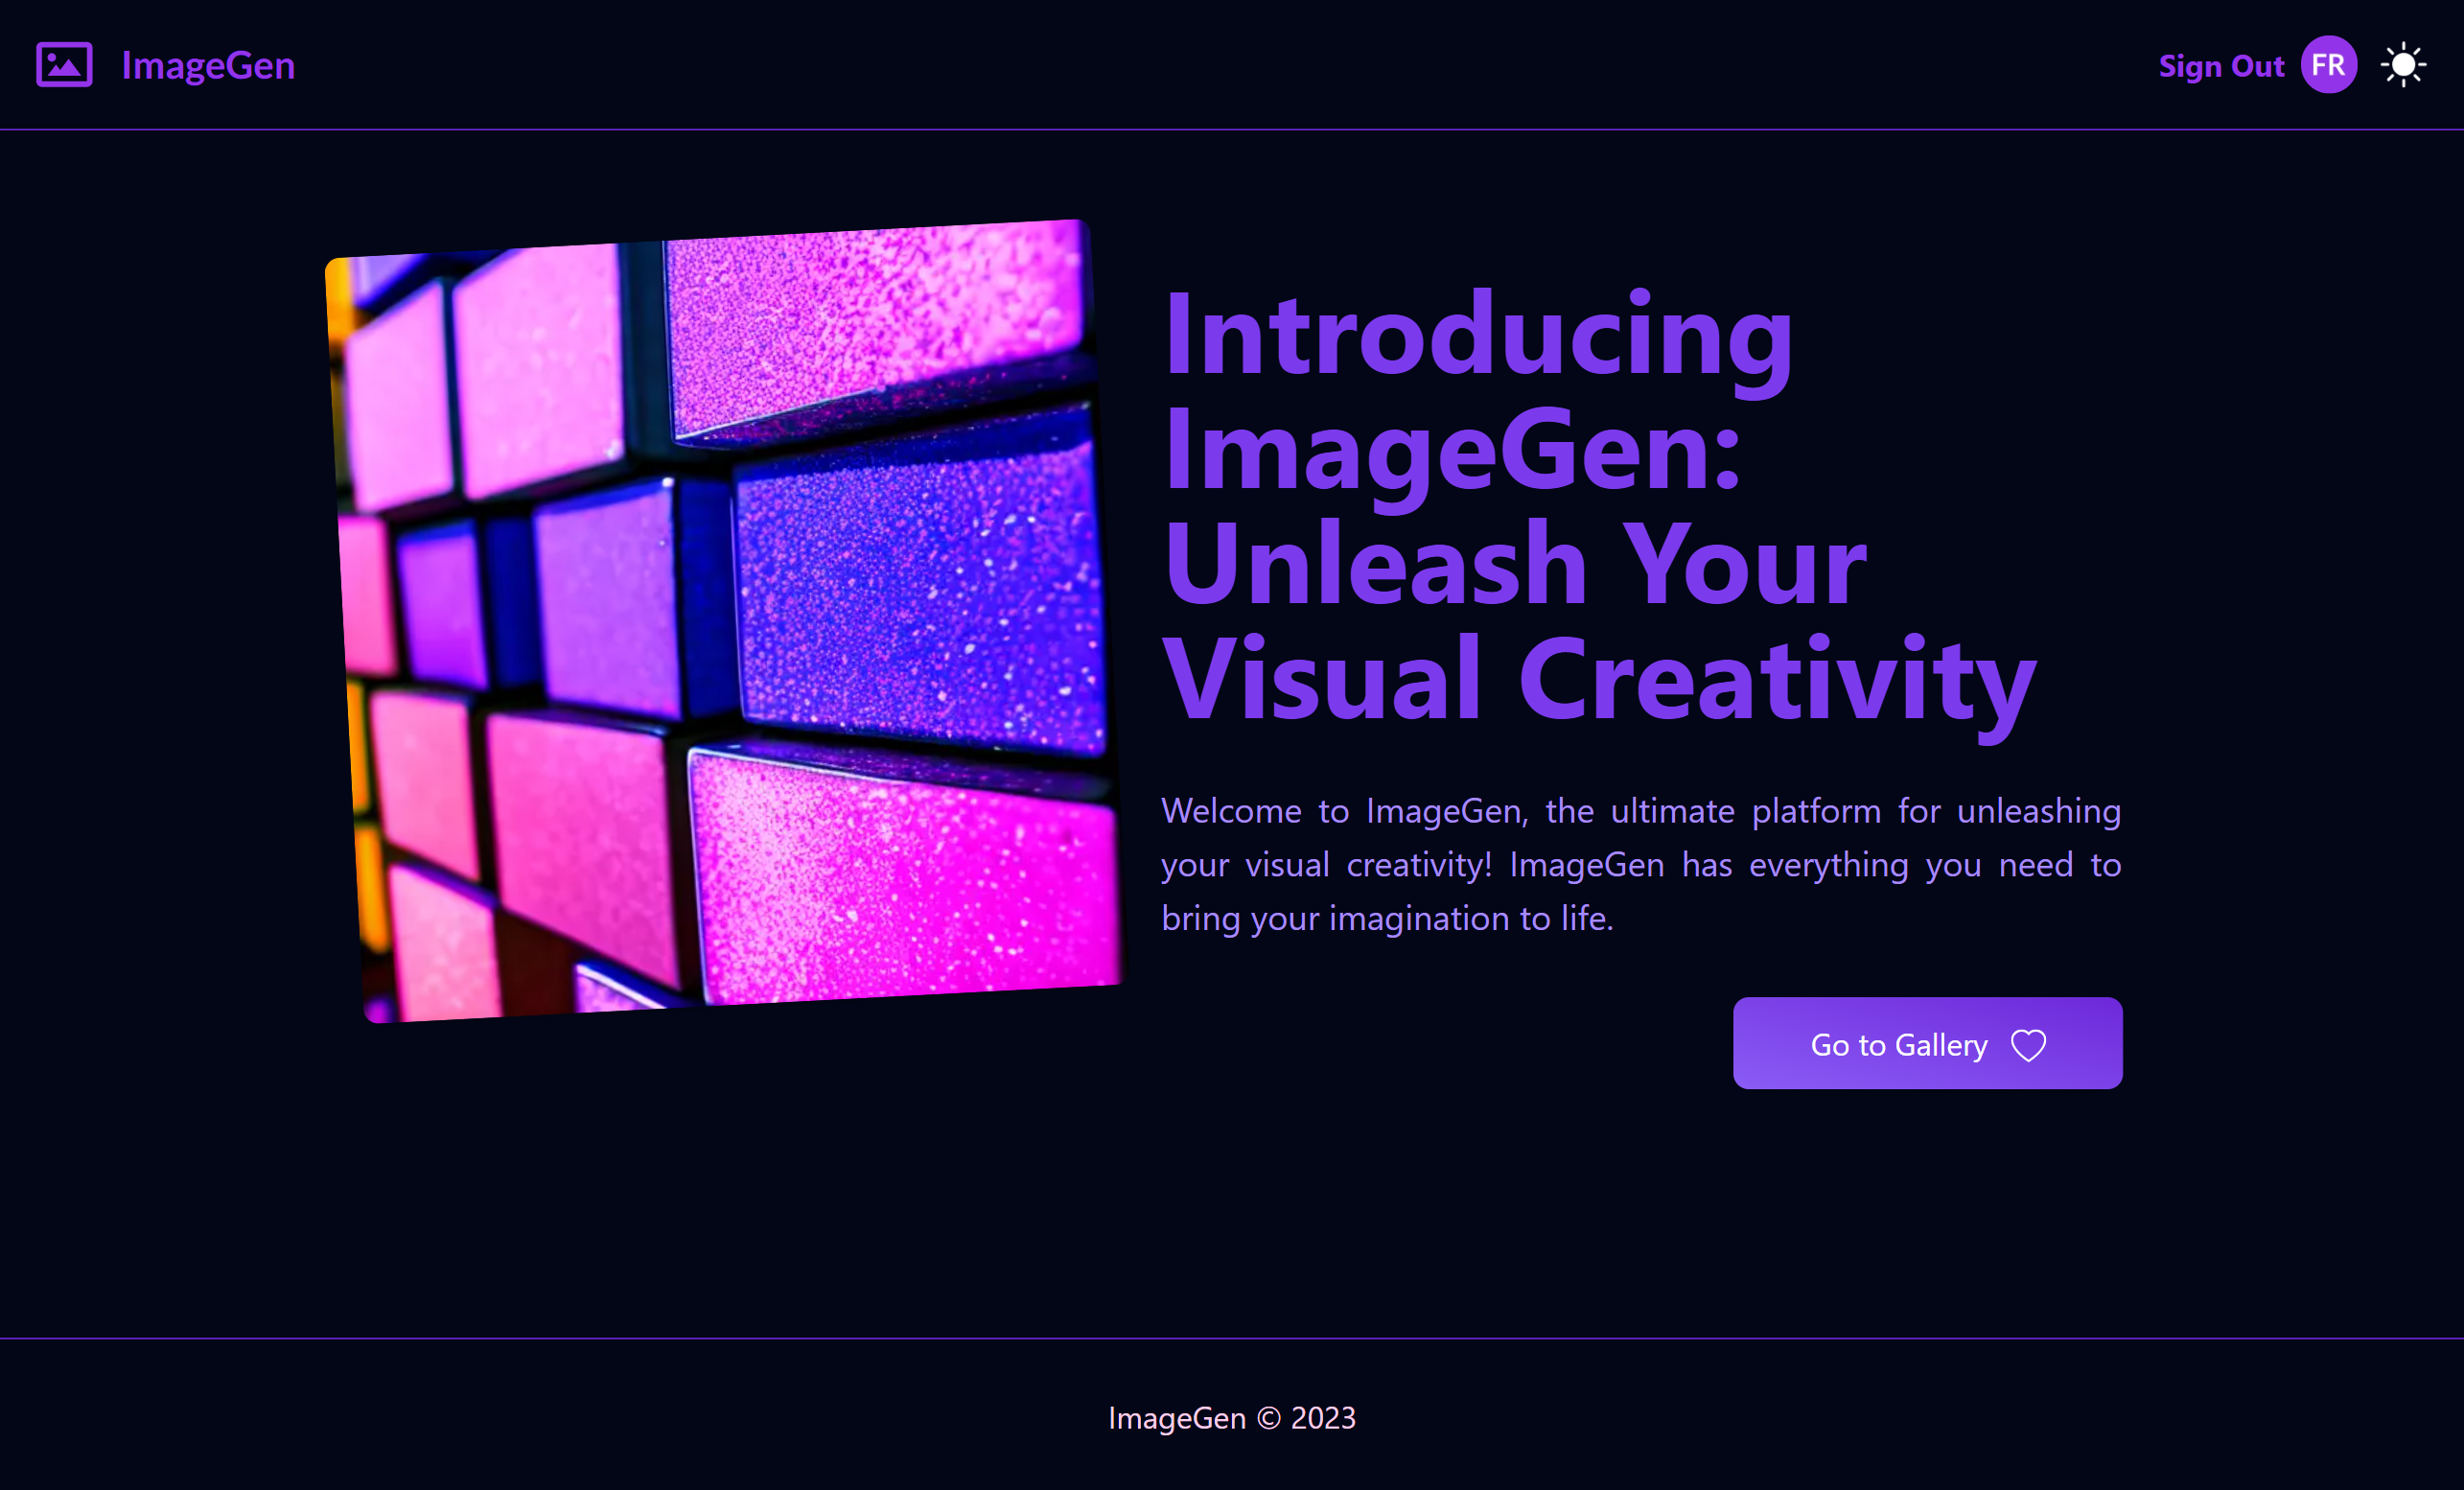 ImageGen
Sign Out
FR
Introducing
ImageGen:
Unleash Your
Visual Creativity
Welcome to ImageGen, the ultimate platform for unleashing
your visual creativity! ImageGen has everything you need to
bring your imagination to life.
Go to Gallery
ImageGen © 2023